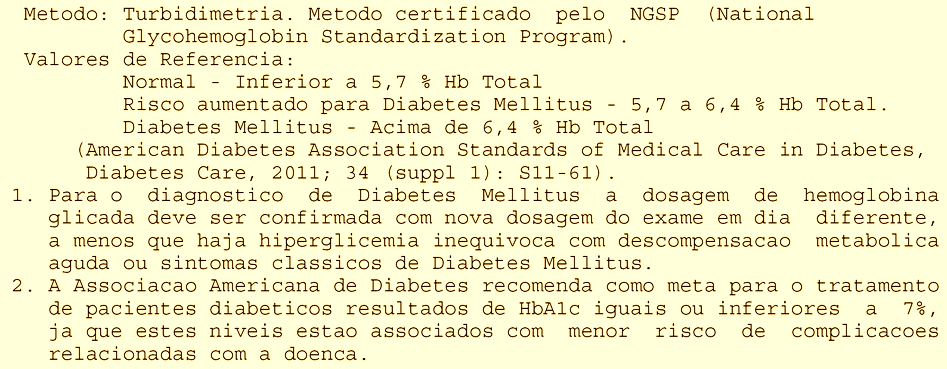 Metodo: Turbidimetria. Metodo certificado pelo NGSP (National
Glycohemoglobin Standardization Program).
Valores de Referencia:
Normal - Inferior a 5,7 % Hb Total
Risco aumentado para Diabetes Mellitus - 5,7 a 6,4 % Hb Total.
Diabetes Mellitus - Acima de 6,4 % Hb Total
(American Diabetes Association Standards of Medical Care in Diabetes,
Diabetes Care, 2011; 34 (suppl 1): S11-61).
1. Para o diagnostico de Diabetes Mellitus a dosagem de hemoglobina
glicada deve ser confirmada com nova dosagem do exame em dia diferente,
a menos que haja hiperglicemia inequivoca com descompensacao metabolica
aguda ou sintomas classicos de Diabetes Mellitus.
2. A Associacao Americana de Diabetes recomenda como meta para o tratamento
de pacientes diabeticos resultados de HbA1c iguais ou inferiores a 7%,
ja que estes niveis estao associados com menor risco de complicacoes
relacionadas com a doenca.